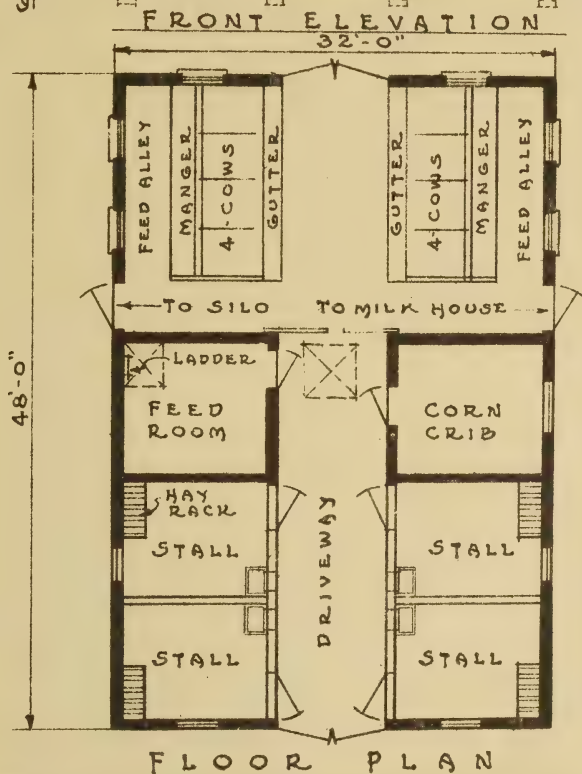 FRONT ELEVATION
32'-0"
48'-0"
FEED ALLEY
MANGER
4-COWS
GUTTER
GUTTER
4-COWS
MANGER
FEED ALLEY
TO SILO
TO MILK HOUSE
LADDER
FEED
ROOM
CORN
CRIB
HAY
RACK
STALL
STALL
DRIVEWAY
STALL
STALL
FLOOR PLAN